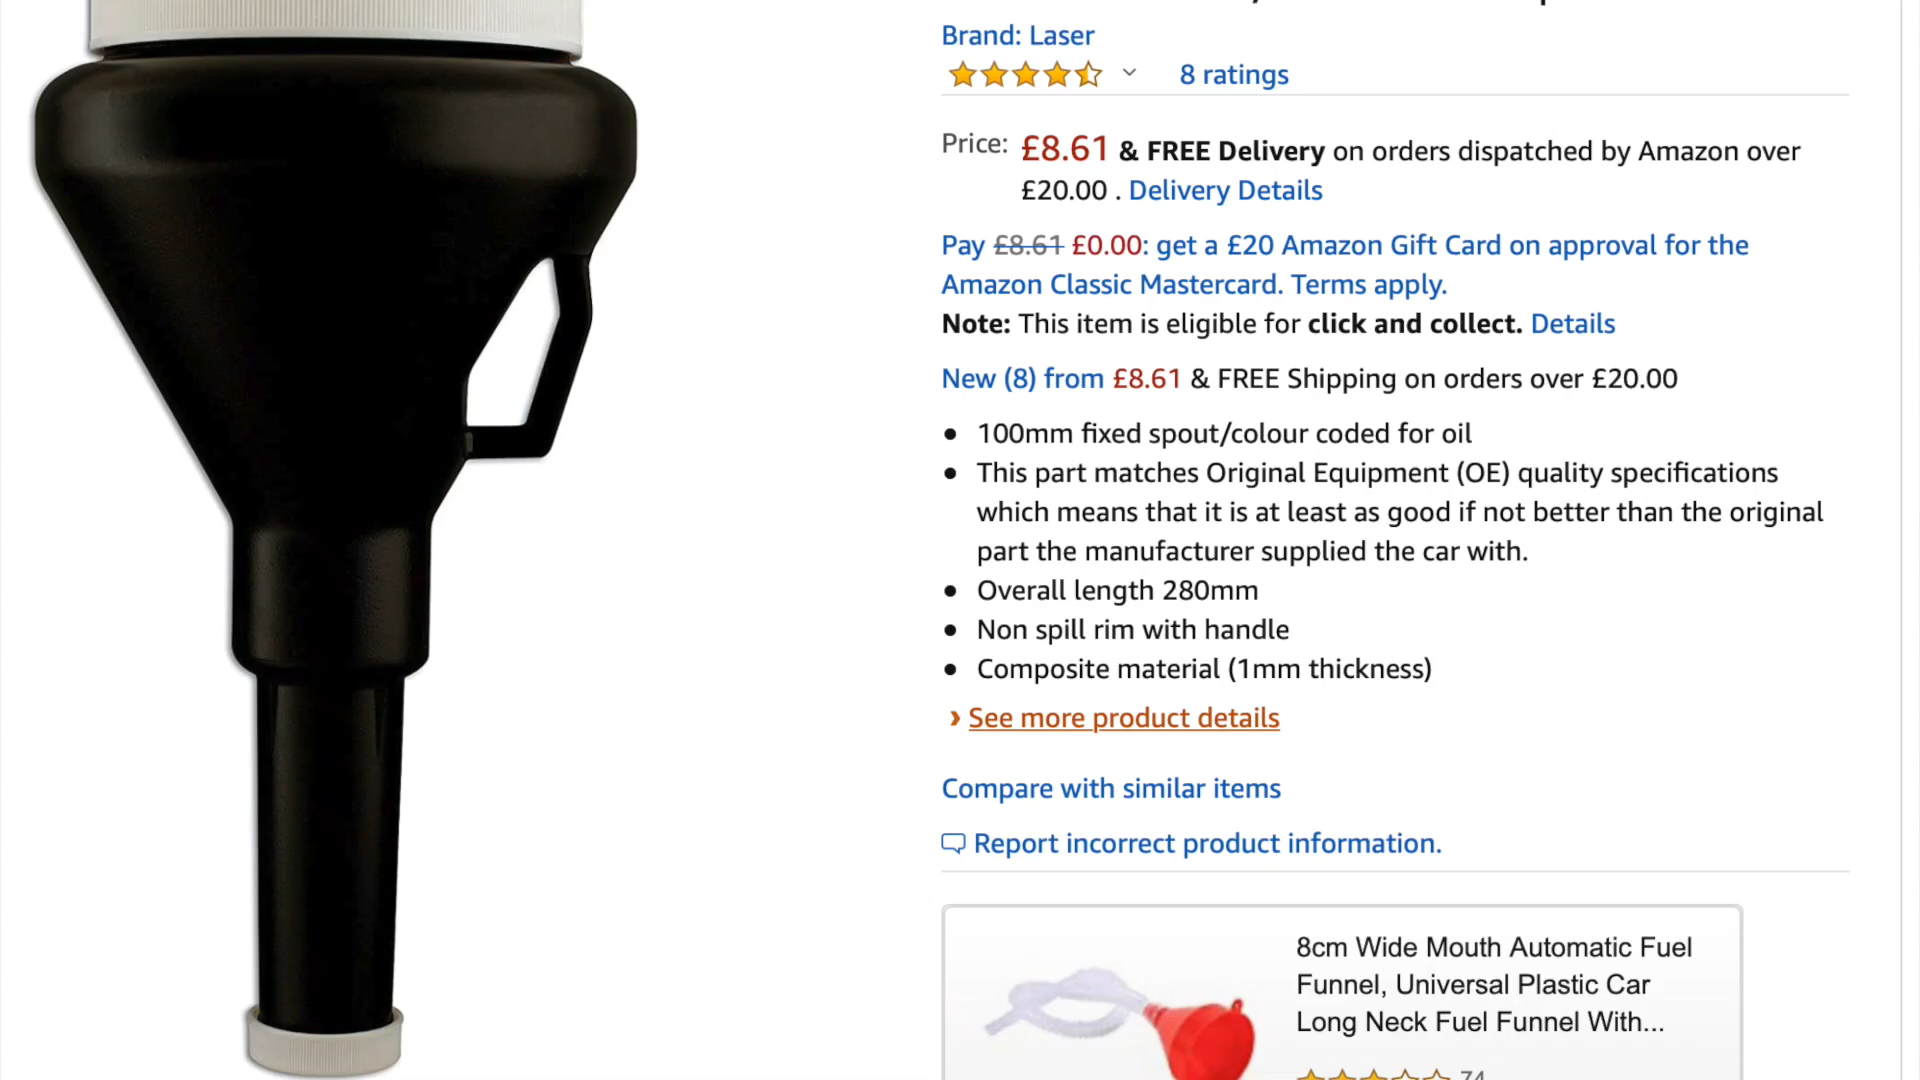 Brand: Laser
8 ratings
Price: £8.61 & FREE Delivery on orders dispatched by Amazon over
£20.00 . Delivery Details
Pay £8.61 £0.00: get a £20 Amazon Gift Card on approval for the
Amazon Classic Mastercard. Terms apply.
Note: This item is eligible for click and collect. Details
New (8) from £8.61 & FREE Shipping on orders over £20.00
• 100mm fixed spout/colour coded for oil
• This part matches Original Equipment (OE) quality specifications
which means that it is at least as good if not better than the original
part the manufacturer supplied the car with.
• Overall length 280mm
• Non spill rim with handle
• Composite material (1mm thickness)
› See more product details
Compare with similar items
Report incorrect product information.
8cm Wide Mouth Automatic Fuel
Funnel, Universal Plastic Car
Long Neck Fuel Funnel With...
74